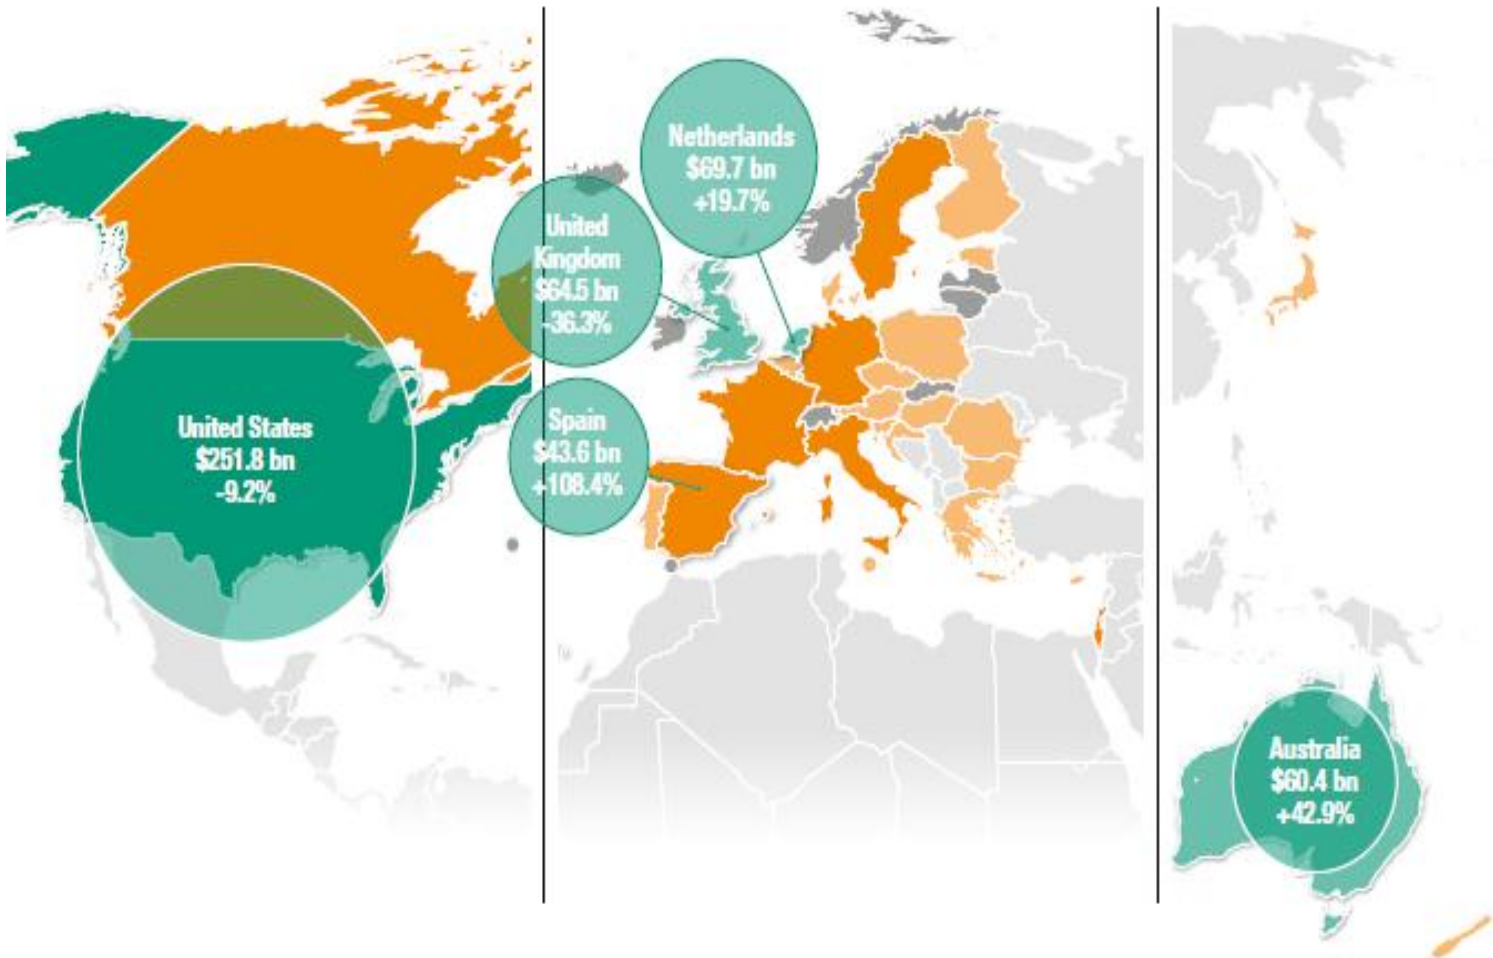 United States
$251.8 bn
-9.2%
United
Kingdom
$64.5 bn
-36.3%
Netherlands
$69.7 bn
+19.7%
Spain
$43.6 bn
+108.4%
Australia
$60.4 bn
+42.9%